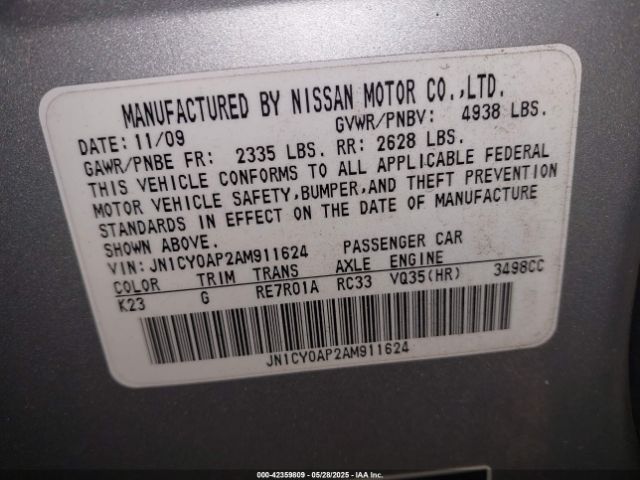 MANUFACTURED BY NISSAN MOTOR CO.,LTD.
DATE: 11/09 GVWR/PNBV: 4938 LBS.
GAWR/PNBE FR: 2335 LBS. RR: 2628 LBS.
THIS VEHICLE CONFORMS TO ALL APPLICABLE FEDERAL
MOTOR VEHICLE SAFETY,BUMPER,AND THEFT PREVENTION
STANDARDS IN EFFECT ON THE DATE OF MANUFACTURE
SHOWN ABOVE.
VIN: JN1CY0AP2AM911624 PASSENGER CAR
COLOR TRIM TRANS AXLE ENGINE
K23 G RE7R01A RC33 VQ35(HR) 3498CC
JN1CY0AP2AM911624
000-42359809 - 05/28/2025 - IAA, Inc.